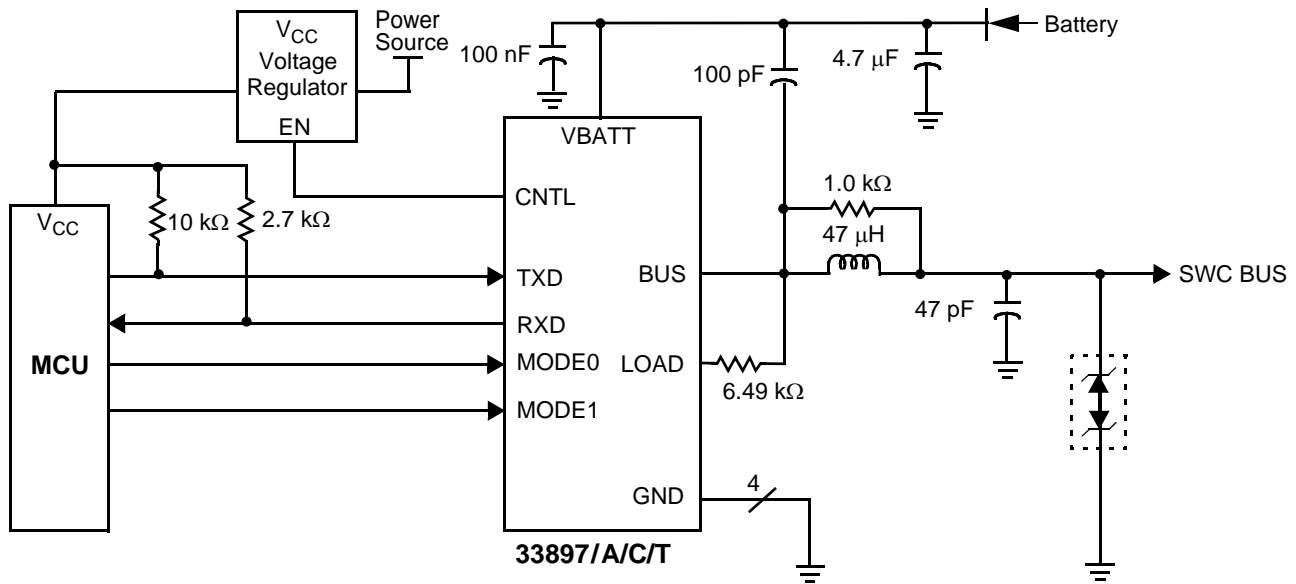 V_CC
Voltage
Regulator
EN
Power
Source
100 nF
100 pF
4.7 μF
Battery
VBATT
CNTL
V_CC
10 kΩ
2.7 kΩ
1.0 kΩ
47 μH
TXD
BUS
SWC BUS
47 pF
RXD
MCU
MODE0
LOAD
6.49 kΩ
MODE1
GND
4
33897/A/C/T